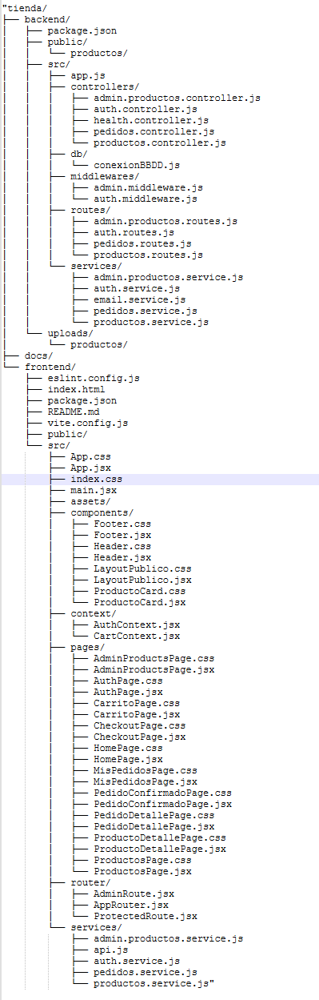 "tienda/
├── backend/
│   ├── package.json
│   ├── public/
│   │   └── productos/
│   ├── src/
│   │   ├── app.js
│   │   ├── controllers/
│   │   │   ├── admin.productos.controller.js
│   │   │   ├── auth.controller.js
│   │   │   ├── health.controller.js
│   │   │   ├── pedidos.controller.js
│   │   │   └── productos.controller.js
│   │   ├── db/
│   │   │   └── conexionBBDD.js
│   │   ├── middlewares/
│   │   │   ├── admin.middleware.js
│   │   │   └── auth.middleware.js
│   │   ├── routes/
│   │   │   ├── admin.productos.routes.js
│   │   │   ├── auth.routes.js
│   │   │   ├── pedidos.routes.js
│   │   │   └── productos.routes.js
│   │   └── services/
│   │       ├── admin.productos.service.js
│   │       ├── auth.service.js
│   │       ├── email.service.js
│   │       ├── pedidos.service.js
│   │       └── productos.service.js
│   └── uploads/
│       └── productos/
├── docs/
└── frontend/
    ├── eslint.config.js
    ├── index.html
    ├── package.json
    ├── README.md
    ├── vite.config.js
    ├── public/
    └── src/
        ├── App.css
        ├── App.jsx
        ├── index.css
        ├── main.jsx
        ├── assets/
        ├── components/
        │   ├── Footer.css
        │   ├── Footer.jsx
        │   ├── Header.css
        │   ├── Header.jsx
        │   ├── LayoutPublico.css
        │   ├── LayoutPublico.jsx
        │   ├── ProductoCard.css
        │   └── ProductoCard.jsx
        ├── context/
        │   ├── AuthContext.jsx
        │   └── CartContext.jsx
        ├── pages/
        │   ├── AdminProductsPage.css
        │   ├── AdminProductsPage.jsx
        │   ├── AuthPage.css
        │   ├── AuthPage.jsx
        │   ├── CarritoPage.css
        │   ├── CarritoPage.jsx
        │   ├── CheckoutPage.css
        │   ├── CheckoutPage.jsx
        │   ├── HomePage.css
        │   ├── HomePage.jsx
        │   ├── MisPedidosPage.css
        │   ├── MisPedidosPage.jsx
        │   ├── PedidoConfirmadoPage.css
        │   ├── PedidoConfirmadoPage.jsx
        │   ├── PedidoDetallePage.css
        │   ├── PedidoDetallePage.jsx
        │   ├── ProductoDetallePage.css
        │   ├── ProductoDetallePage.jsx
        │   ├── ProductosPage.css
        │   └── ProductosPage.jsx
        ├── router/
        │   ├── AdminRoute.jsx
        │   ├── AppRouter.jsx
        │   └── ProtectedRoute.jsx
        └── services/
            ├── admin.productos.service.js
            ├── api.js
            ├── auth.service.js
            ├── pedidos.service.js
            └── productos.service.js"